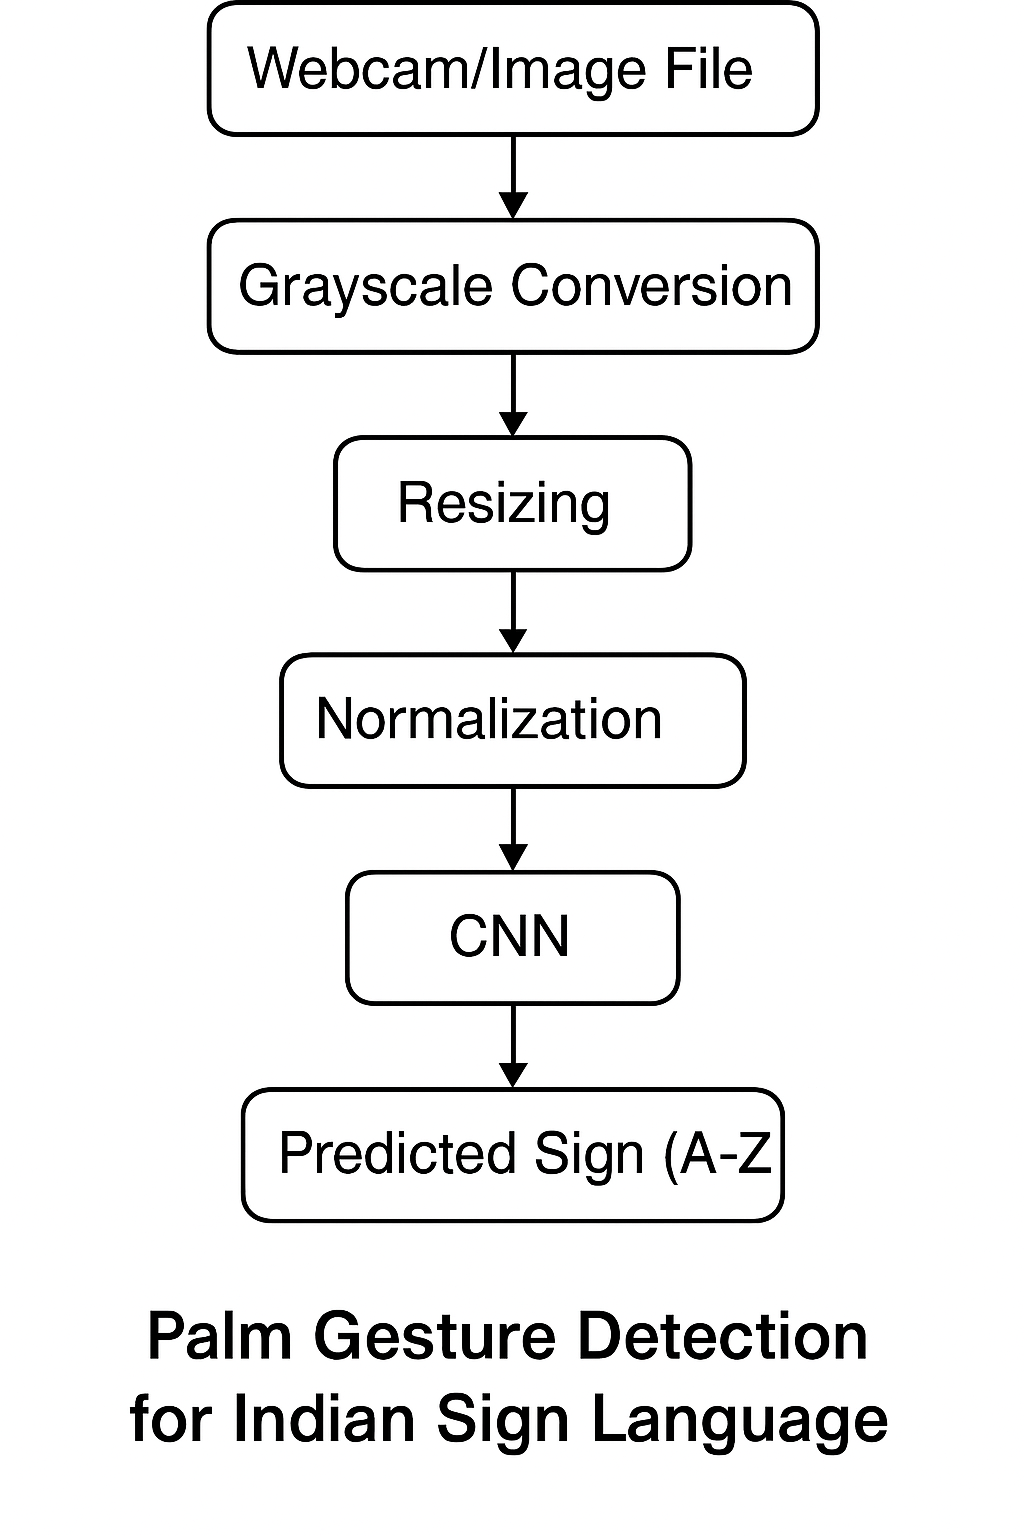 Webcam/Image File
Grayscale Conversion
Resizing
Normalization
CNN
Predicted Sign (A-Z
Palm Gesture Detection
for Indian Sign Language